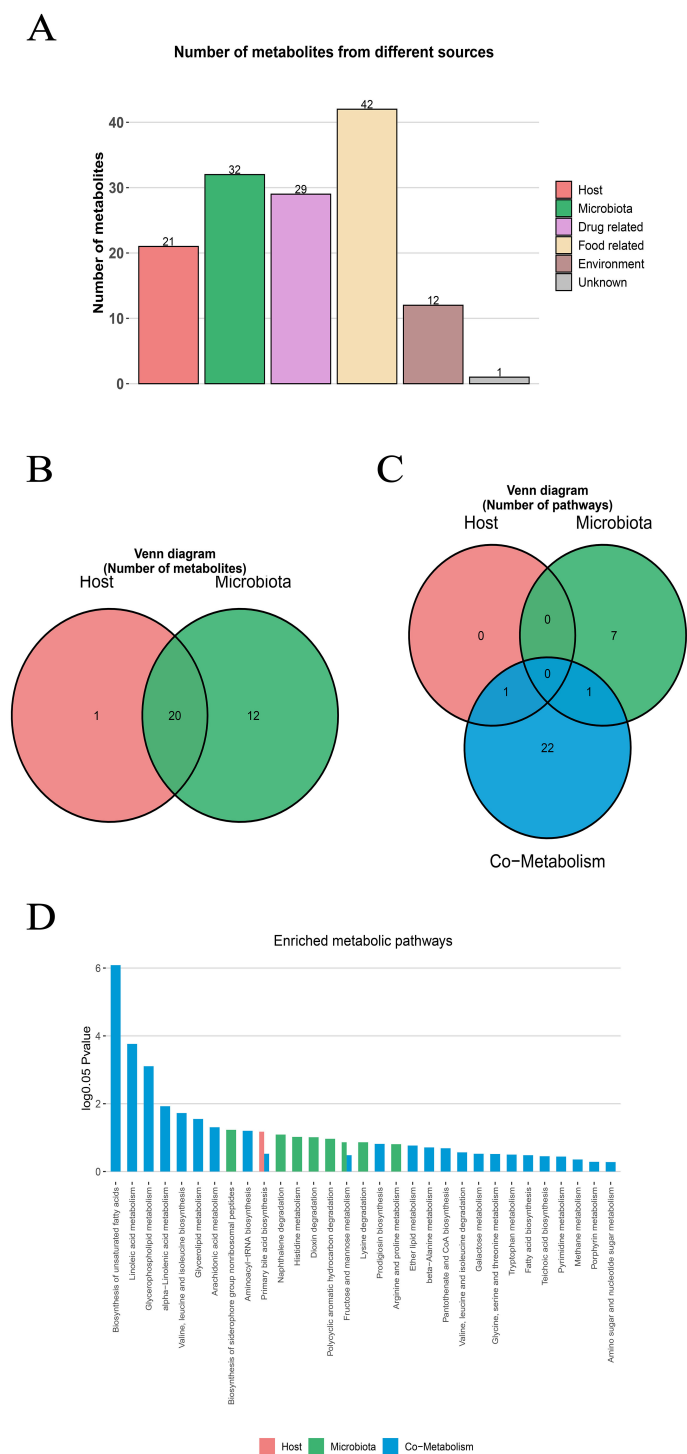 A
Number of metabolites from different sources
Number of metabolites
40
30
20
10
0
21
32
29
42
12
1
Host
Microbiota
Drug related
Food related
Environment
Unknown
B
Venn diagram
(Number of metabolites)
Host
Microbiota
1
20
12
C
Venn diagram
(Number of pathways)
Host
Microbiota
0
0
7
0
1
1
22
Co-Metabolism
D
Enriched metabolic pathways
log0.05 Pvalue
6
4
2
0
Biosynthesis of unsaturated fatty acids
Linoleic acid metabolism
Glycerophospholipid metabolism
alpha-Linolenic acid metabolism
Valine, leucine and isoleucine biosynthesis
Glycerolipid metabolism
Arachidonic acid metabolism
Biosynthesis of siderophore group nonribosomal peptides
Aminoacyl-tRNA biosynthesis
Primary bile acid biosynthesis
Naphthalene degradation
Histidine metabolism
Dioxin degradation
Polycyclic aromatic hydrocarbon degradation
Fructose and mannose metabolism
Lysine degradation
Prodigiosin biosynthesis
Arginine and proline metabolism
Ether lipid metabolism
beta-Alanine metabolism
Pantothenate and CoA biosynthesis
Valine, leucine and isoleucine degradation
Galactose metabolism
Glycine, serine and threonine metabolism
Tryptophan metabolism
Fatty acid biosynthesis
Teichoic acid biosynthesis
Pyrimidine metabolism
Methane metabolism
Porphyrin metabolism
Amino sugar and nucleotide sugar metabolism
Host
Microbiota
Co-Metabolism